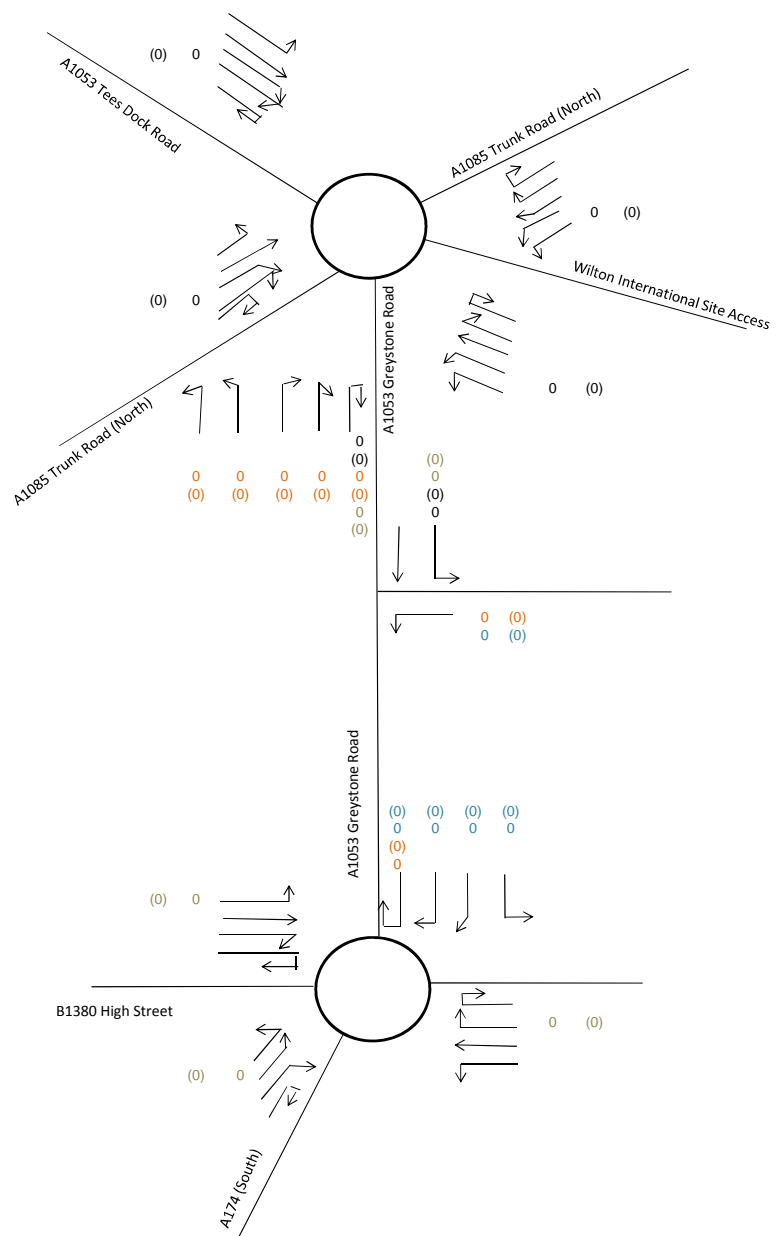 (0) 0
A1053 Tees Dock Road
A1085 Trunk Road (North)
0 (0)
Wilton International Site Access
(0) 0
A1053 Greystone Road
0 (0)
A1085 Trunk Road (North)
0
(0)
0 0 0 0 0
(0) (0) (0) (0) (0)
0
(0)
(0)
0
(0)
0
0 (0)
0 (0)
A1053 Greystone Road
(0) (0) (0) (0)
0 0 0 0
(0)
0
(0) 0
B1380 High Street
0 (0)
(0) 0
A174 (South)